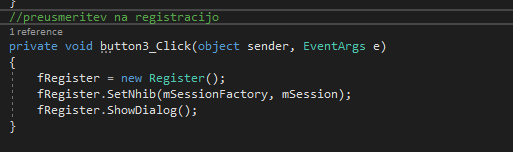 }
//preusmeritev na registracijo
1 reference
private void button3_Click(object sender, EventArgs e)
{
fRegister = new Register();
fRegister.SetNhib(mSessionFactory, mSession);
fRegister.ShowDialog();
}